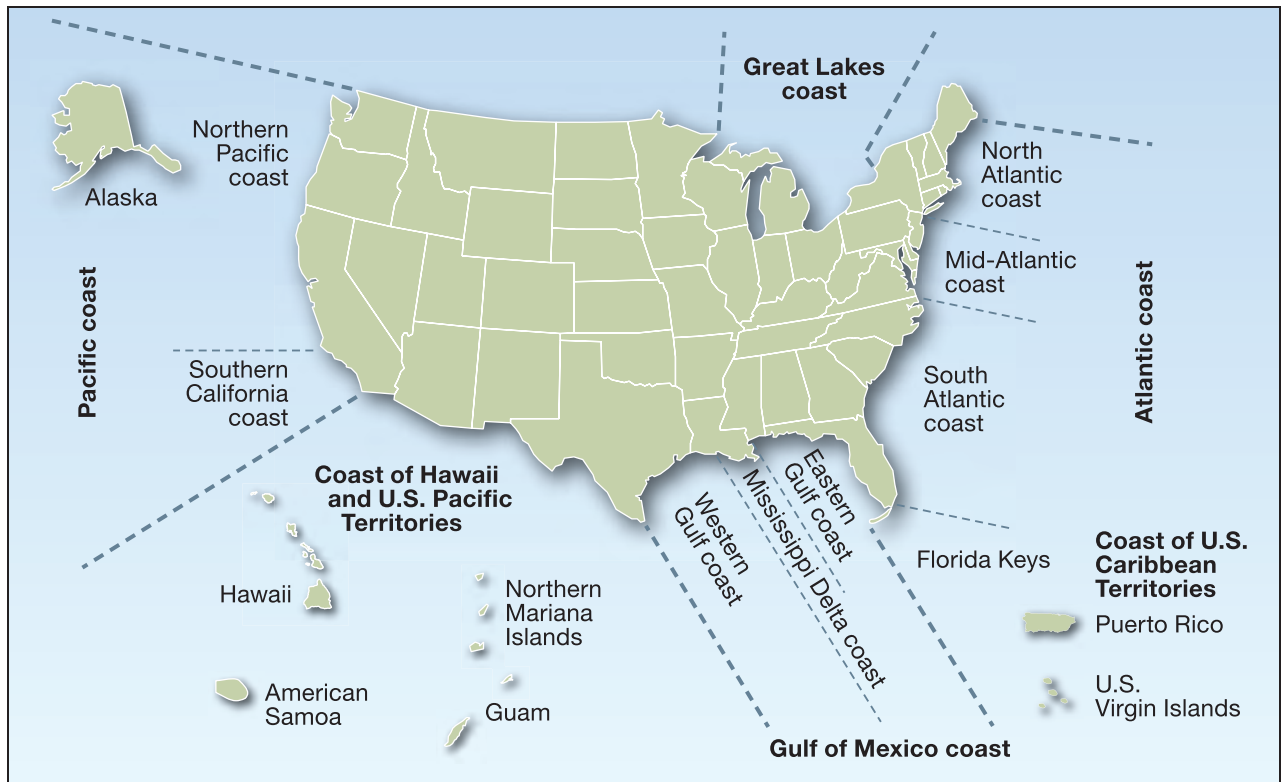 Great Lakes
coast
Northern
Pacific
coast
Alaska
North
Atlantic
coast
Mid-Atlantic
coast
Pacific coast
Atlantic coast
Southern
California
coast
South
Atlantic
coast
Coast of Hawaii
and U.S. Pacific
Territories
Western
Gulf coast
Mississippi Delta coast
Eastern
Gulf coast
Florida Keys
Coast of U.S.
Caribbean
Territories
Hawaii
Northern
Mariana
Islands
Puerto Rico
American
Samoa
Guam
U.S.
Virgin Islands
Gulf of Mexico coast